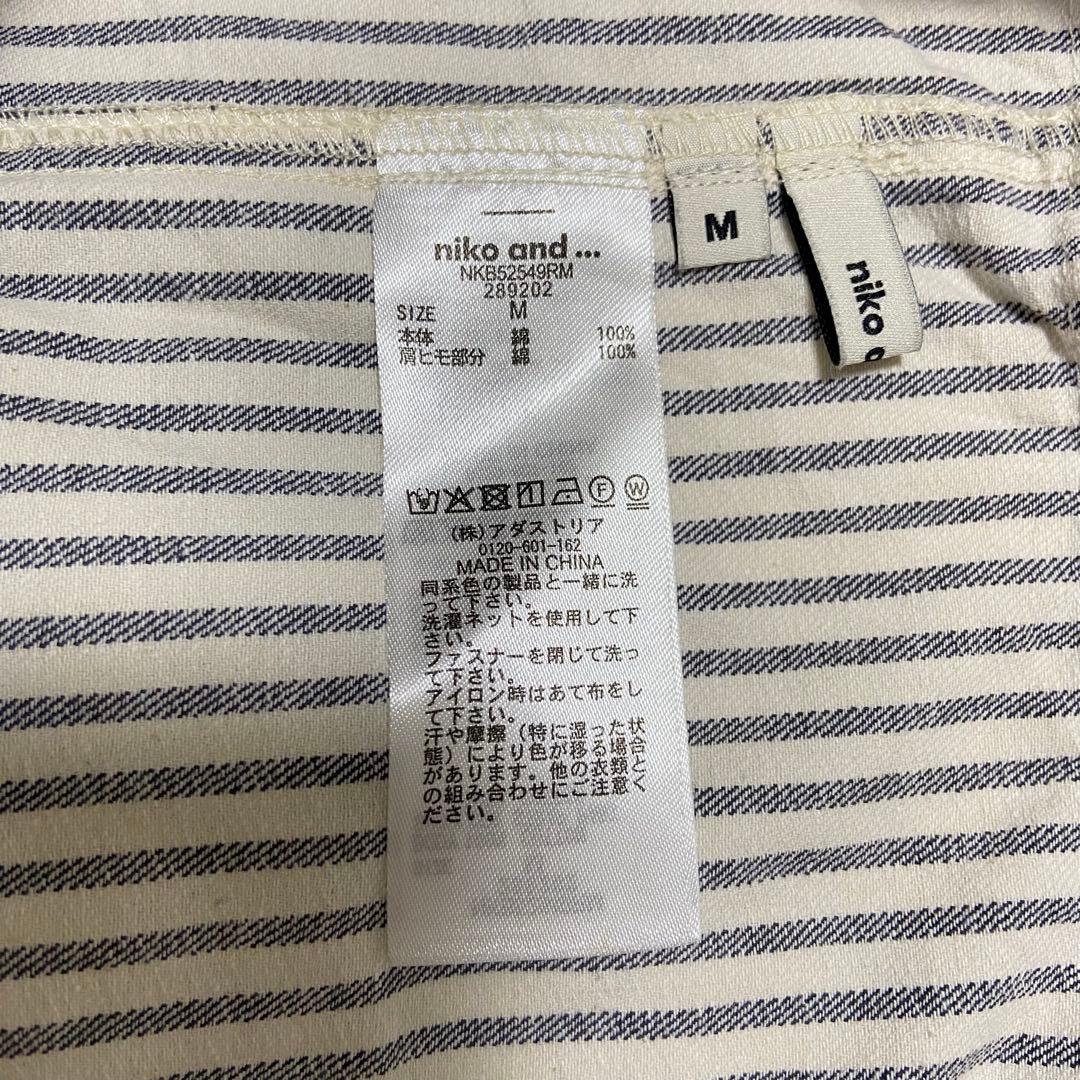 niko and ...
NKB52549RM
289202
SIZE M
本体 綿 100%
肩ヒモ部分 綿 100%
F W
(株)アダストリア
0120-601-162
MADE IN CHINA
同系色の製品と一緒に洗
って下さい。
洗濯ネットを使用して下
さい。
ファスナーを閉じて洗っ
て下さい。
アイロン時はあて布をし
て下さい。
汗や摩擦（特に湿った状
態）により色が移る場合
があります。他の衣類と
の組み合わせにご注意く
ださい。
M
niko